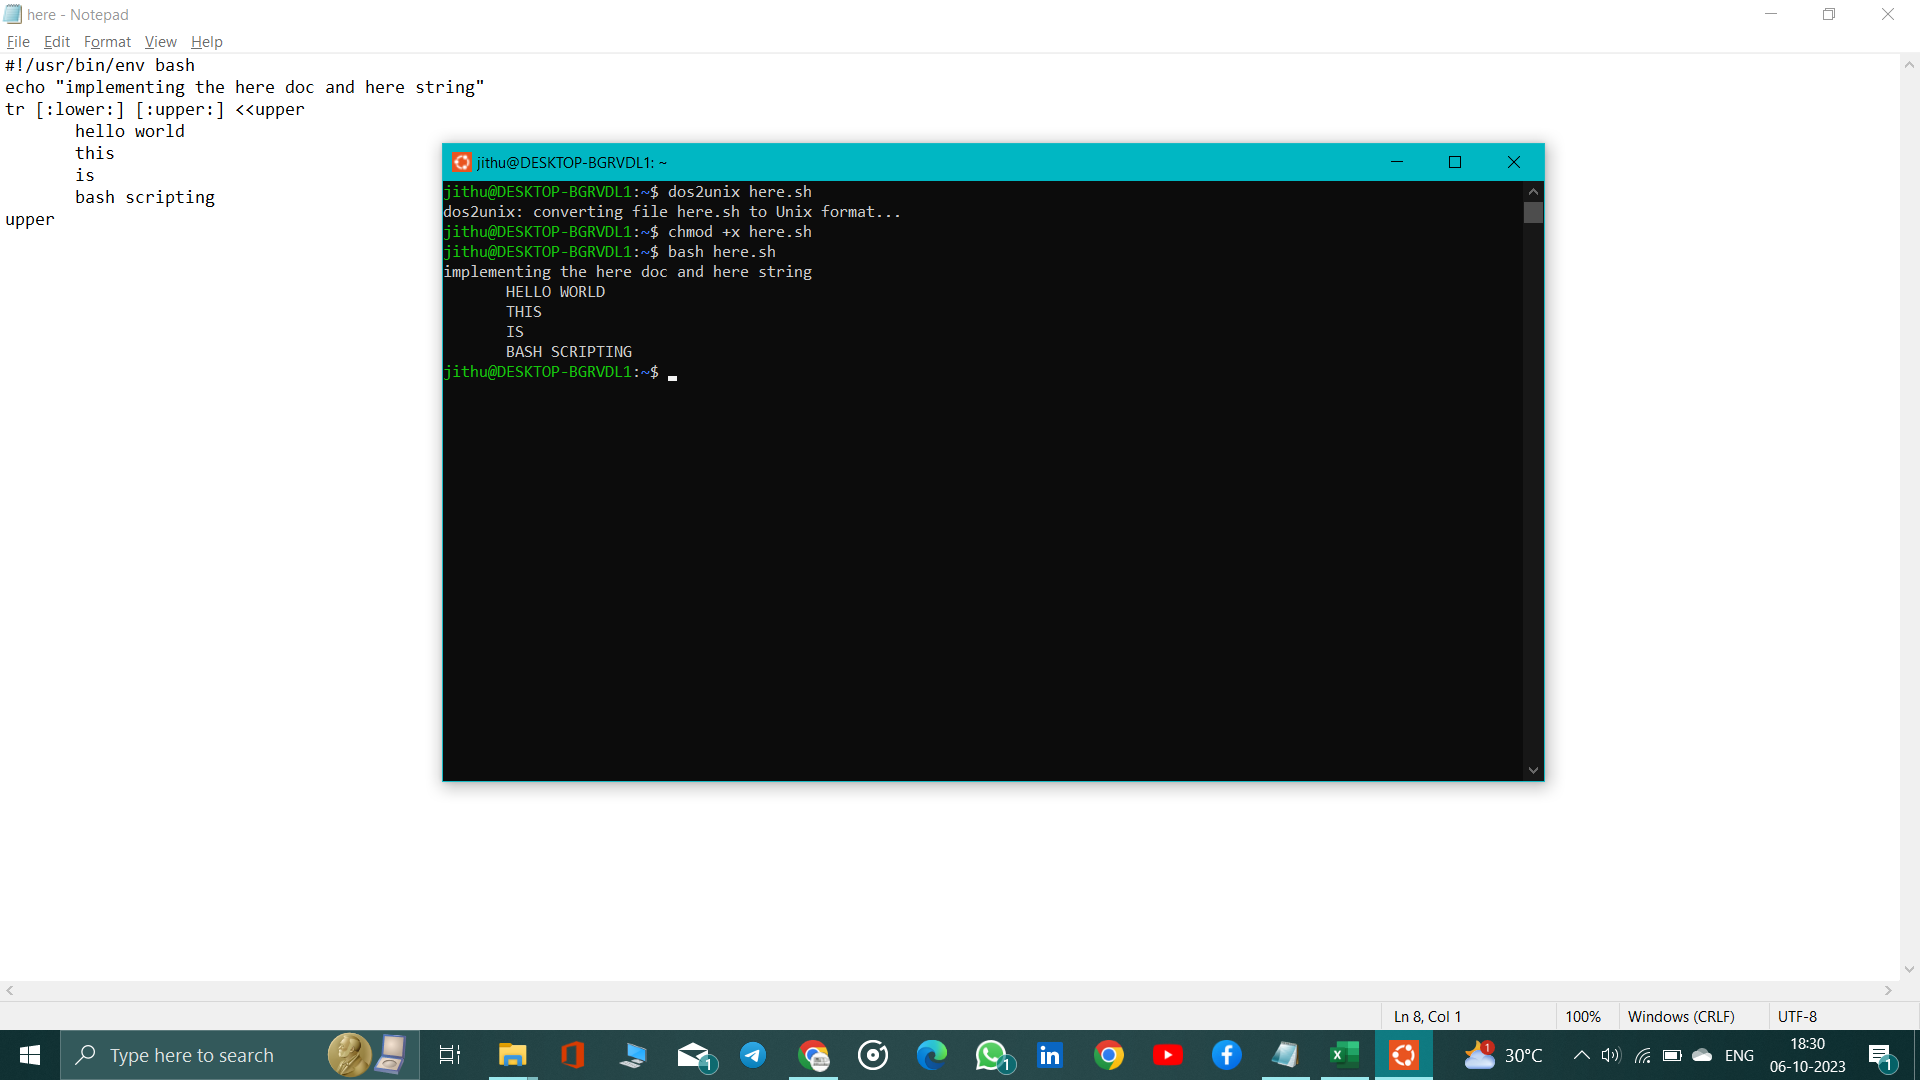 here - Notepad
File Edit Format View Help
#!/usr/bin/env bash
echo "implementing the here doc and here string"
tr [:lower:] [:upper:] <<upper
hello world
this
is
bash scripting
upper
jithu@DESKTOP-BGRVDL1: ~
jithu@DESKTOP-BGRVDL1:~$ dos2unix here.sh
dos2unix: converting file here.sh to Unix format...
jithu@DESKTOP-BGRVDL1:~$ chmod +x here.sh
jithu@DESKTOP-BGRVDL1:~$ bash here.sh
implementing the here doc and here string
HELLO WORLD
THIS
IS
BASH SCRIPTING
jithu@DESKTOP-BGRVDL1:~$
Ln 8, Col 1 100% Windows (CRLF) UTF-8
Type here to search 1 1 in 1 30°C ENG 18:30 1
06-10-2023